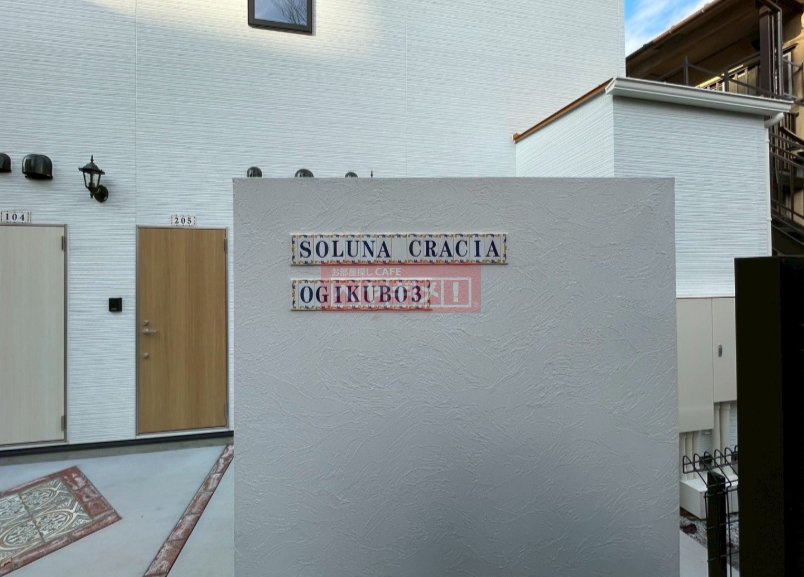 104
205
SOLUNA CRACIA
お部屋探しCAFE
OGIKUBO3